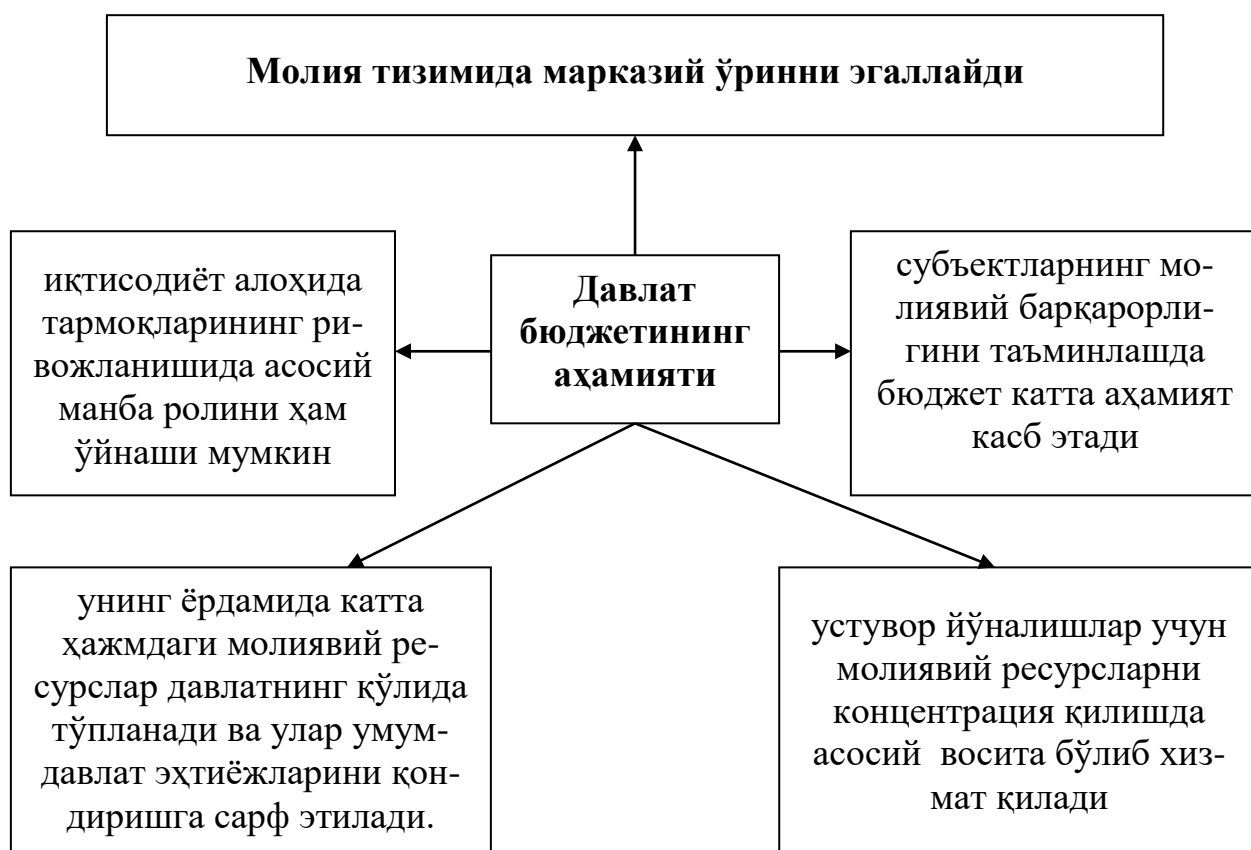 Молия тизимида марказий ўринни эгаллайди
иқтисодиёт алоҳида
тармоқларининг ри-
вожланишида асосий
манба ролини ҳам
ўйнаши мумкин
Давлат
бюджетининг
аҳамияти
субъектларнинг мо-
лиявий барқарорли-
гини таъминлашда
бюджет катта аҳамият
касб этади
унинг ёрдамида катта
ҳажмдаги молиявий ре-
сурслар давлатнинг қўлида
тўпланади ва улар умум-
давлат эҳтиёжларини қон-
диришга сарф этилади.
устувор йўналишлар учун
молиявий ресурсларни
концентрация қилишда
асосий восита бўлиб хиз-
мат қилади